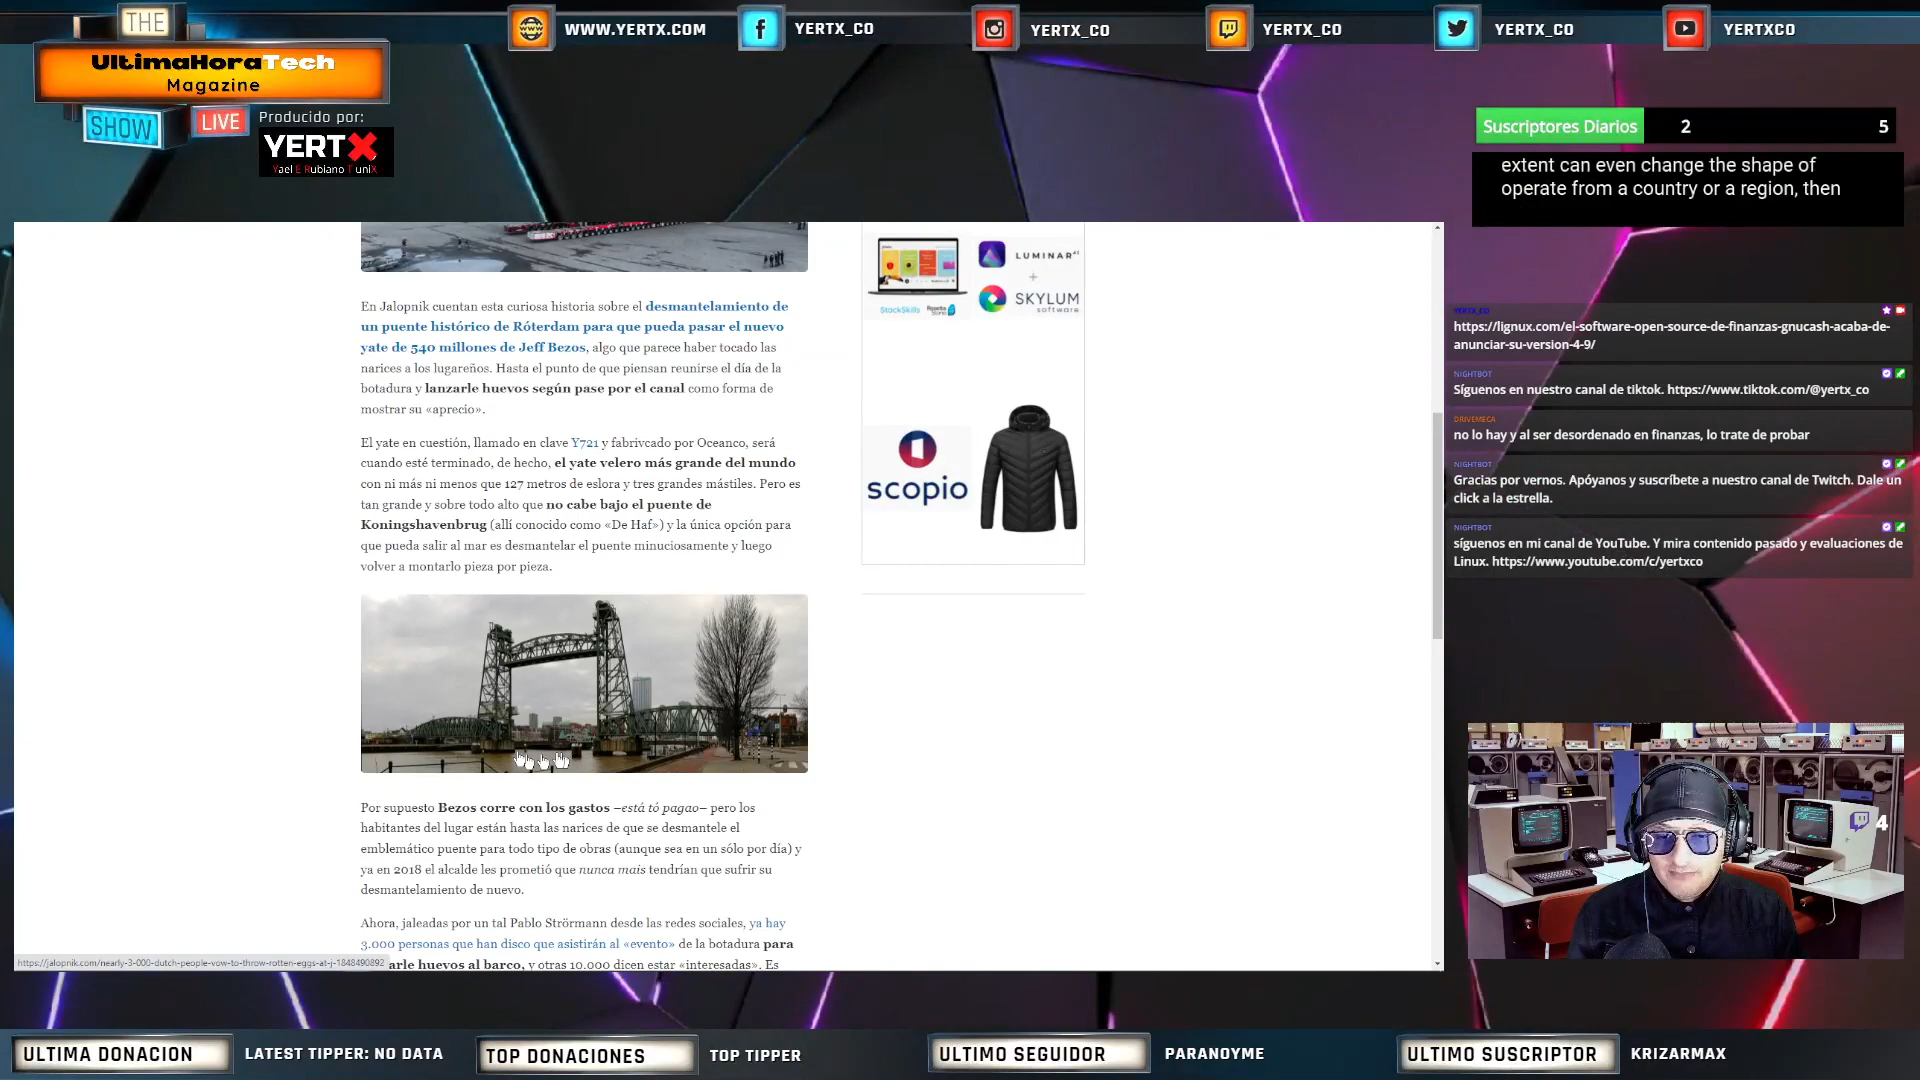 THE
UltimaHoraTech
Magazine
SHOW
LIVE
Producido por:
YERTX
Yael E Rubiano T uniX
WWW.YERTX.COM
YERTX_CO
YERTX_CO
YERTX_CO
YERTX_CO
YERTXCO
Suscriptores Diarios 2 5
extent can even change the shape of
operate from a country or a region, then
En Jalopnik cuentan esta curiosa historia sobre el desmantelamiento de
un puente histórico de Róterdam para que pueda pasar el nuevo
yate de 540 millones de Jeff Bezos, algo que parece haber tocado las
narices a los lugareños. Hasta el punto de que piensan reunirse el día de la
botadura y lanzarle huevos según pase por el canal como forma de
mostrar su «aprecio».
El yate en cuestión, llamado en clave Y721 y fabrivcado por Oceanco, será
cuando esté terminado, de hecho, el yate velero más grande del mundo
con ni más ni menos que 127 metros de eslora y tres grandes mástiles. Pero es
tan grande y sobre todo alto que no cabe bajo el puente de
Koningshavenbrug (allí conocido como «De Haf») y la única opción para
que pueda salir al mar es desmantelar el puente minuciosamente y luego
volver a montarlo pieza por pieza.
Por supuesto Bezos corre con los gastos –está tó pagao– pero los
habitantes del lugar están hasta las narices de que se desmantele el
emblemático puente para todo tipo de obras (aunque sea en un sólo por día) y
ya en 2018 el alcalde les prometió que nunca mais tendrían que sufrir su
desmantelamiento de nuevo.
Ahora, jaleadas por un tal Pablo Strörmann desde las redes sociales, ya hay
3.000 personas que han disco que asistirán al «evento» de la botadura para
arle huevos al barco, y otras 10.000 dicen estar «interesadas». Es
https://jalopnik.com/nearly-3-000-dutch-people-vow-to-throw-rotten-eggs-at-j-1848490892
StackSkills
LUMINAR AI
+
SKYLUM
software
scopio
YERTX_CO
https://lignux.com/el-software-open-source-de-finanzas-gnucash-acaba-de-
anunciar-su-version-4-9/
NIGHTBOT
Síguenos en nuestro canal de tiktok. https://www.tiktok.com/@yertx_co
DRIVEMECA
no lo hay y al ser desordenado en finanzas, lo trate de probar
NIGHTBOT
Gracias por vernos. Apóyanos y suscríbete a nuestro canal de Twitch. Dale un
click a la estrella.
NIGHTBOT
síguenos en mi canal de YouTube. Y mira contenido pasado y evaluaciones de
Linux. https://www.youtube.com/c/yertxco
4
ULTIMA DONACION
LATEST TIPPER: NO DATA
TOP DONACIONES
TOP TIPPER
ULTIMO SEGUIDOR
PARANOYME
ULTIMO SUSCRIPTOR
KRIZARMAX